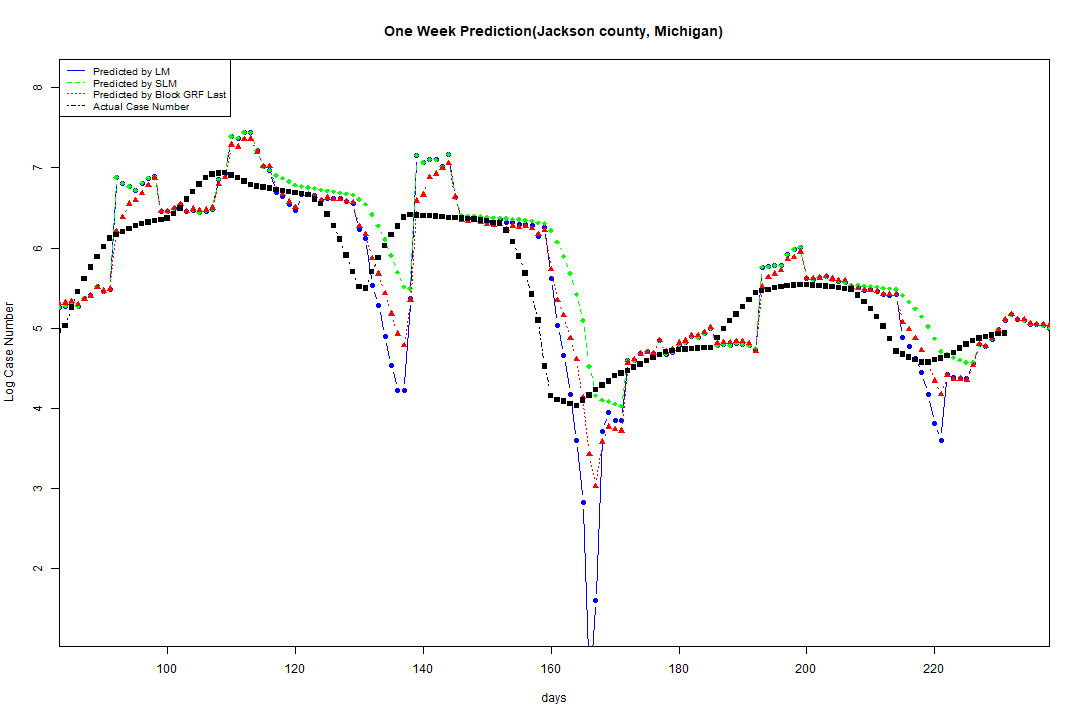 One Week Prediction(Jackson county, Michigan)
Predicted by LM
Predicted by SLM
Predicted by Block GRF Last
Actual Case Number
Log Case Number
8
7
6
5
4
3
2
100 120 140 160 180 200 220
days